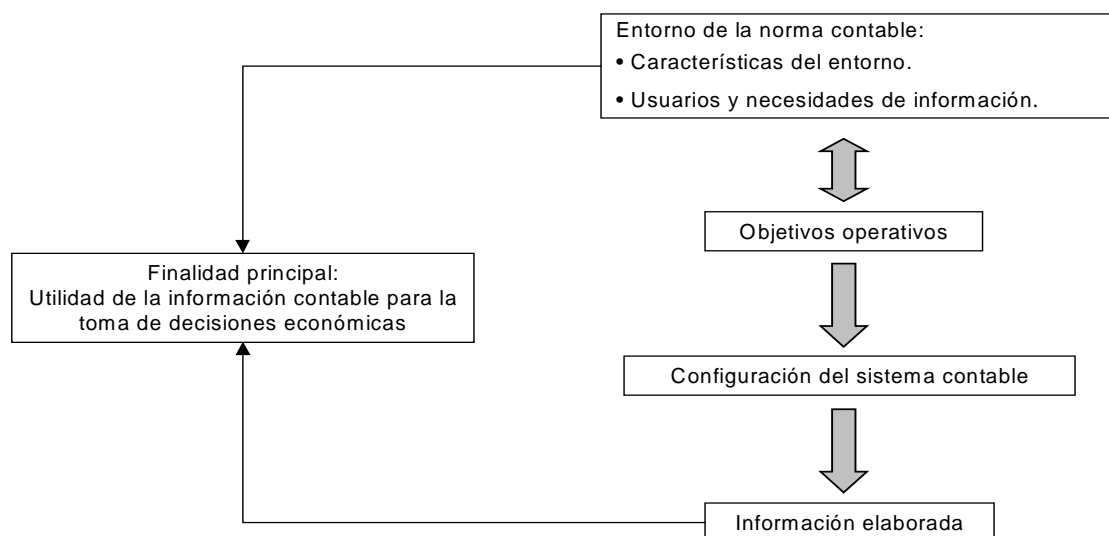 Entorno de la norma contable:
• Características del entorno.
• Usuarios y necesidades de información.
Objetivos operativos
Finalidad principal:
Utilidad de la información contable para la
toma de decisiones económicas
Configuración del sistema contable
Información elaborada